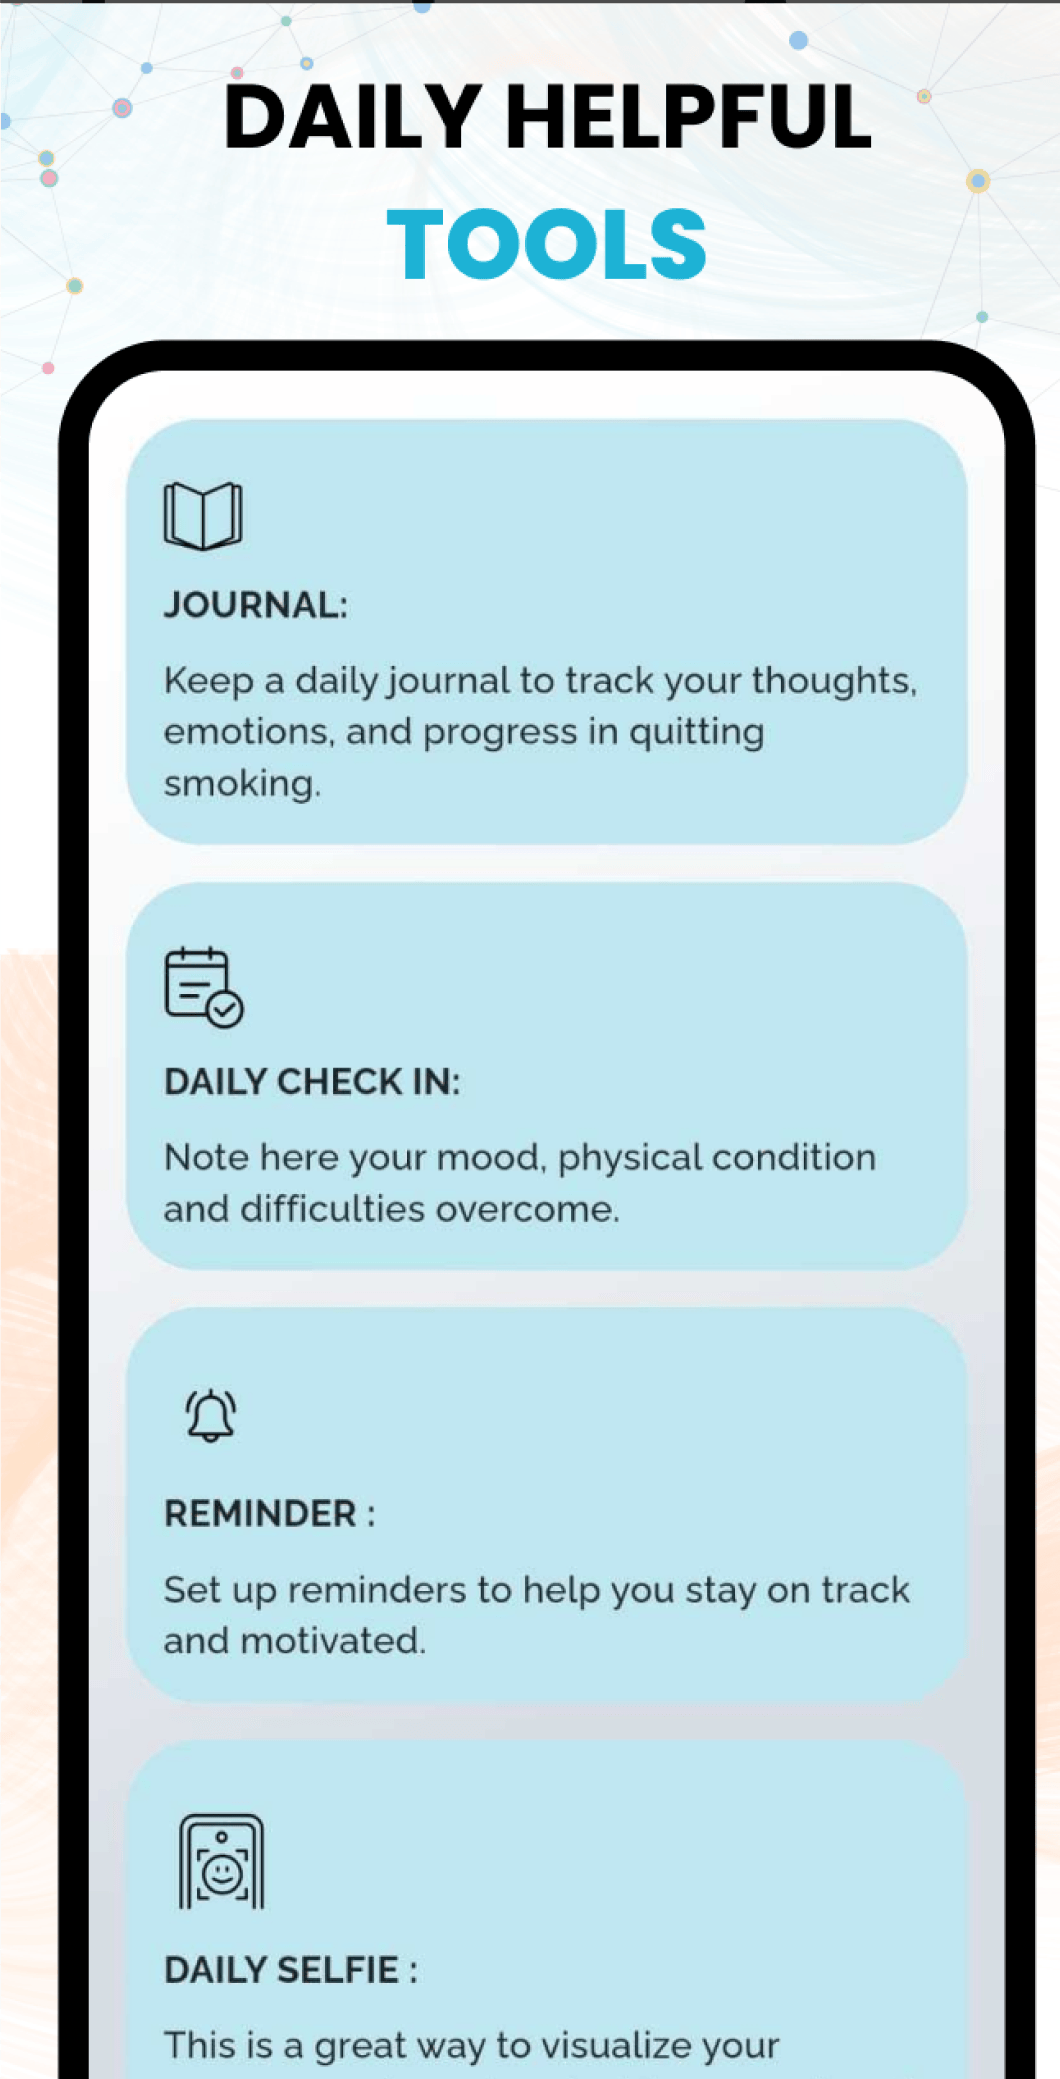 DAILY HELPFUL
TOOLS
JOURNAL:
Keep a daily journal to track your thoughts,
emotions, and progress in quitting
smoking.
DAILY CHECK IN:
Note here your mood, physical condition
and difficulties overcome.
REMINDER :
Set up reminders to help you stay on track
and motivated.
DAILY SELFIE :
This is a great way to visualize your